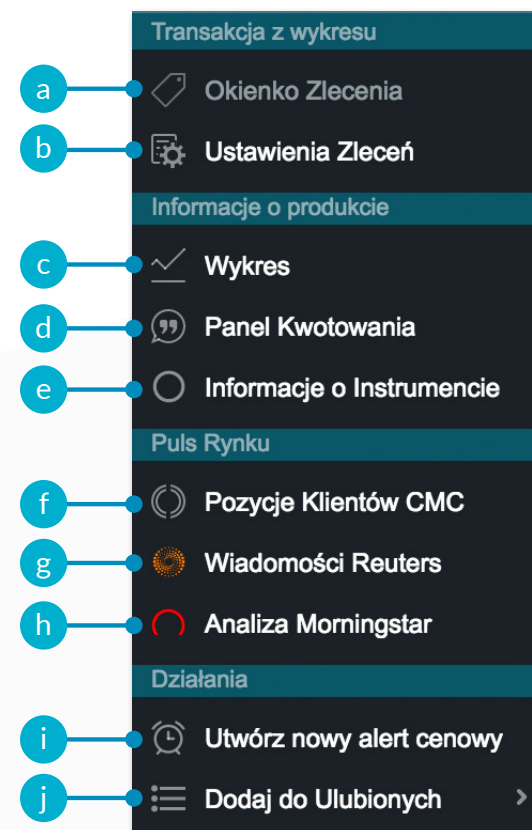 Transakcja z wykresu
a Okienko Zlecenia
b Ustawienia Zleceń
Informacje o produkcie
c Wykres
d Panel Kwotowania
e Informacje o Instrumencie
Puls Rynku
f Pozycje Klientów CMC
g Wiadomości Reuters
h Analiza Morningstar
Działania
i Utwórz nowy alert cenowy
j Dodaj do Ulubionych